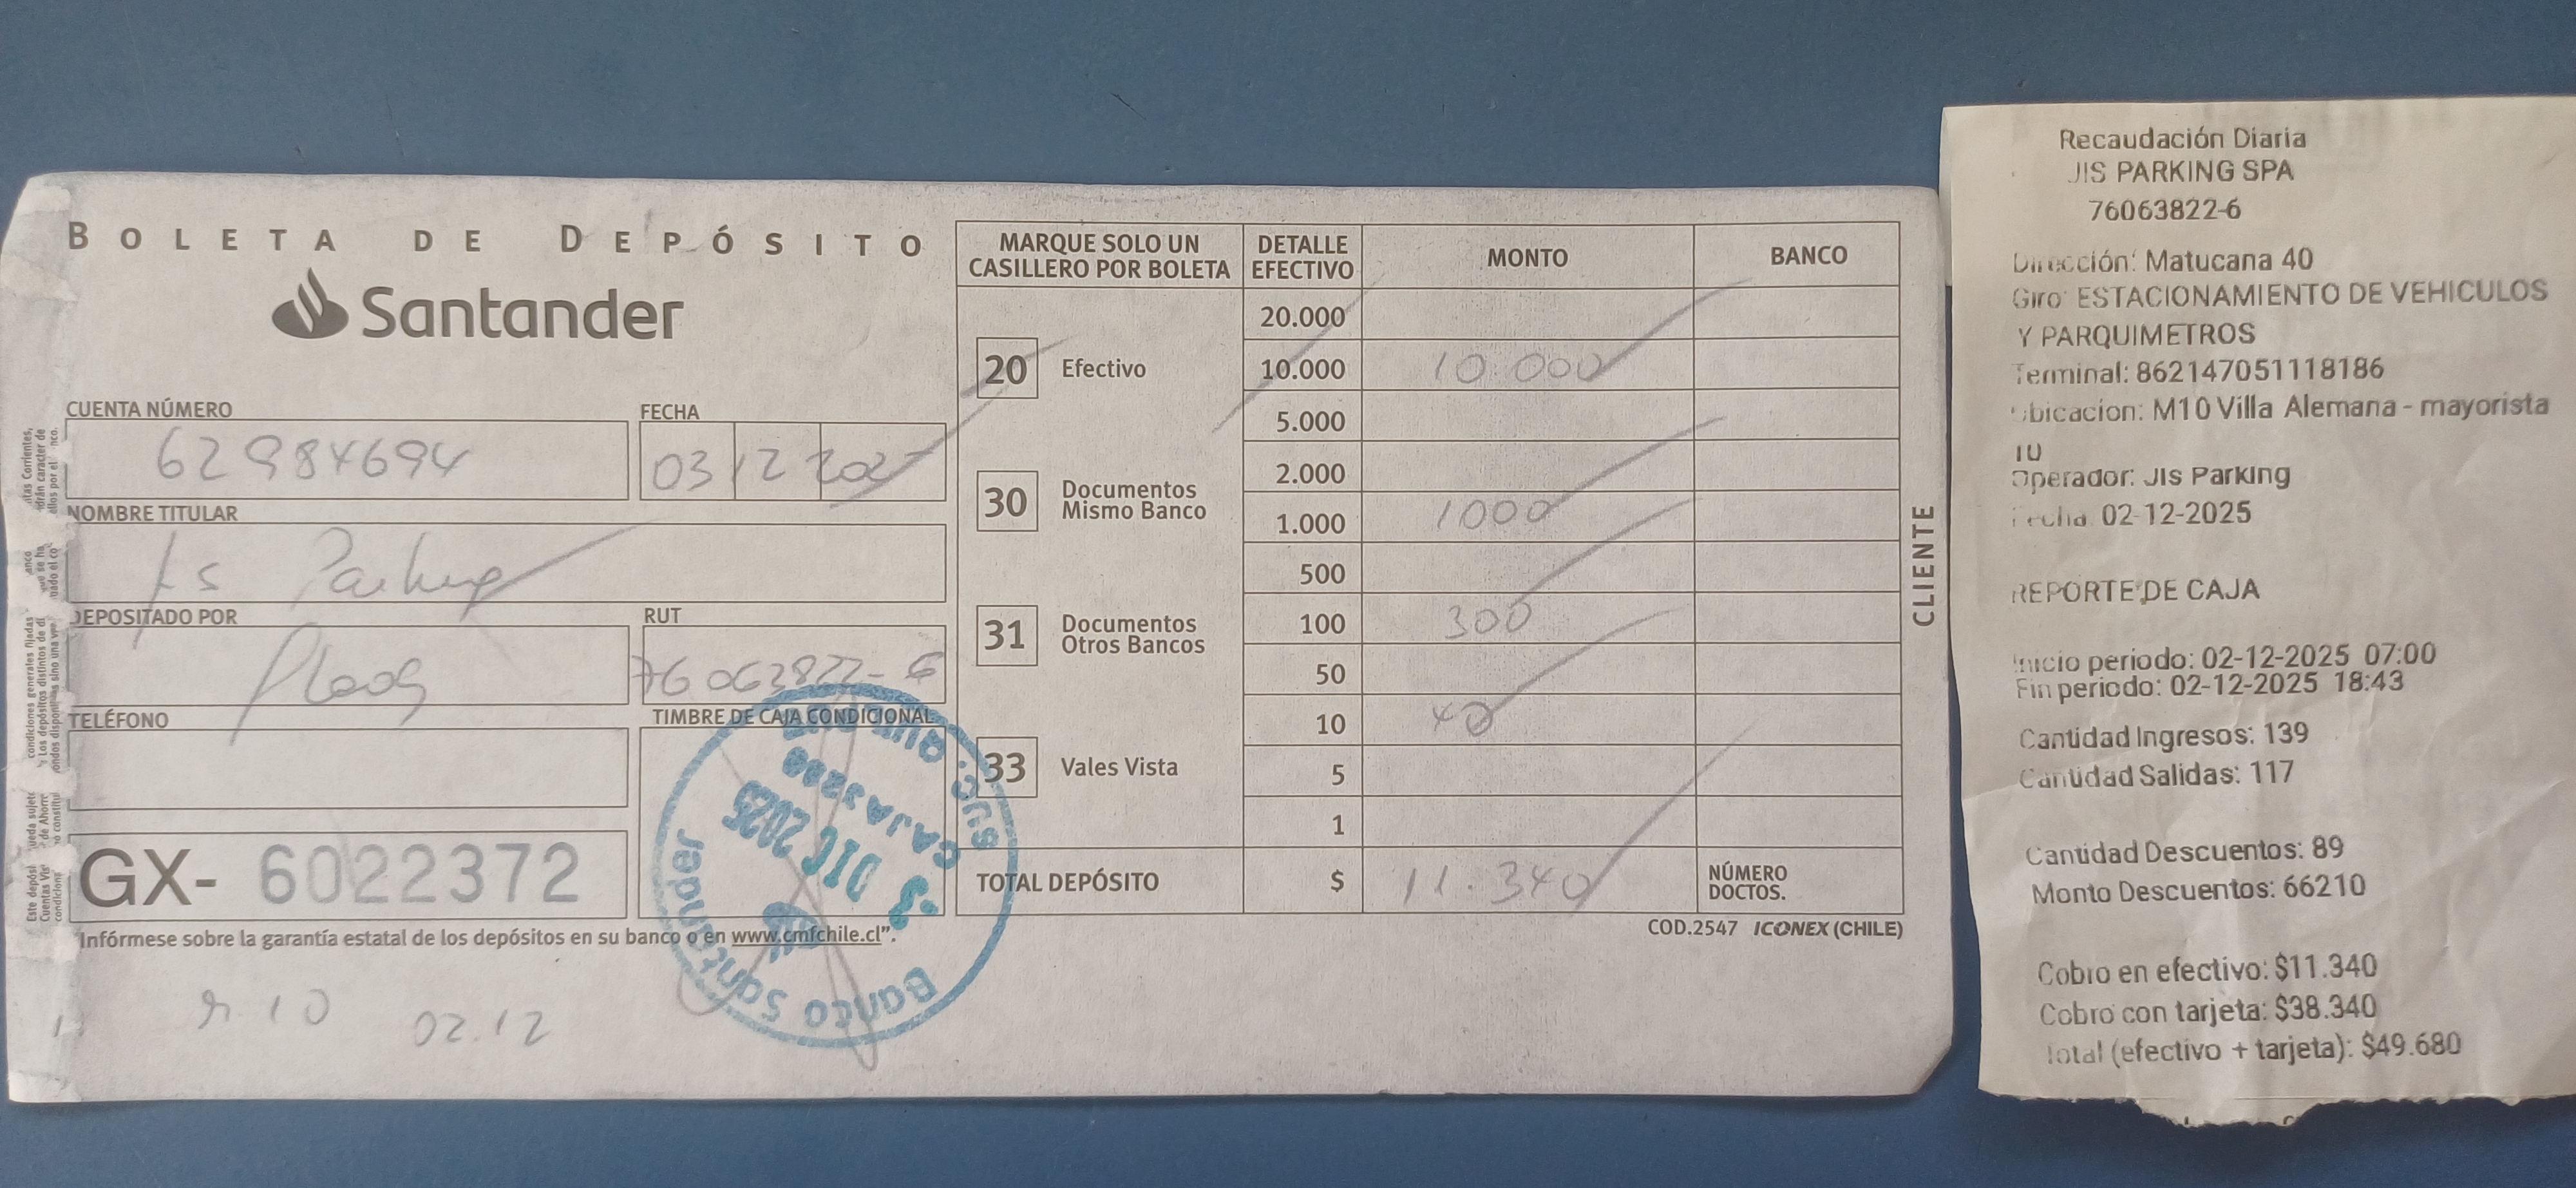 BOLETA DE DEPÓSITO
Santander
CUENTA NÚMERO
62984694
FECHA
03 12 202
NOMBRE TITULAR
Parking
DEPOSITADO POR
RUT
76063822-6
TELÉFONO
TIMBRE DE CAJA CONDICIONAL
GX- 6022372
Infórmese sobre la garantía estatal de los depósitos en su banco o en www.cmfchile.cl”.
10 02.12
MARQUE SOLO UN CASILLERO POR BOLETA
20 Efectivo
30 Documentos Mismo Banco
31 Documentos Otros Bancos
33 Vales Vista
DETALLE EFECTIVO MONTO BANCO
20.000
10.000 10.000
5.000
2.000
1.000 1000
500
100 300
50
10 40
5
1
TOTAL DEPÓSITO $ 11.340 NÚMERO DOCTOS.
COD.2547 ICONEX (CHILE)
CLIENTE
Banco Santander
SUC.
CAJA
3 DIC 2025
Recaudación Diaria
JIS PARKING SPA
76063822-6
Dirección: Matucana 40
Giro: ESTACIONAMIENTO DE VEHICULOS
Y PARQUIMETROS
Terminal: 862147051118186
Ubicacion: M10 Villa Alemana - mayorista
10
Operador: JIs Parking
Fecha: 02-12-2025
REPORTE DE CAJA
Inicio periodo: 02-12-2025 07:00
Fin periodo: 02-12-2025 18:43
Cantidad Ingresos: 139
Cantidad Salidas: 117
Cantidad Descuentos: 89
Monto Descuentos: 66210
Cobro en efectivo: $11.340
Cobro con tarjeta: $38.340
Total (efectivo + tarjeta): $49.680